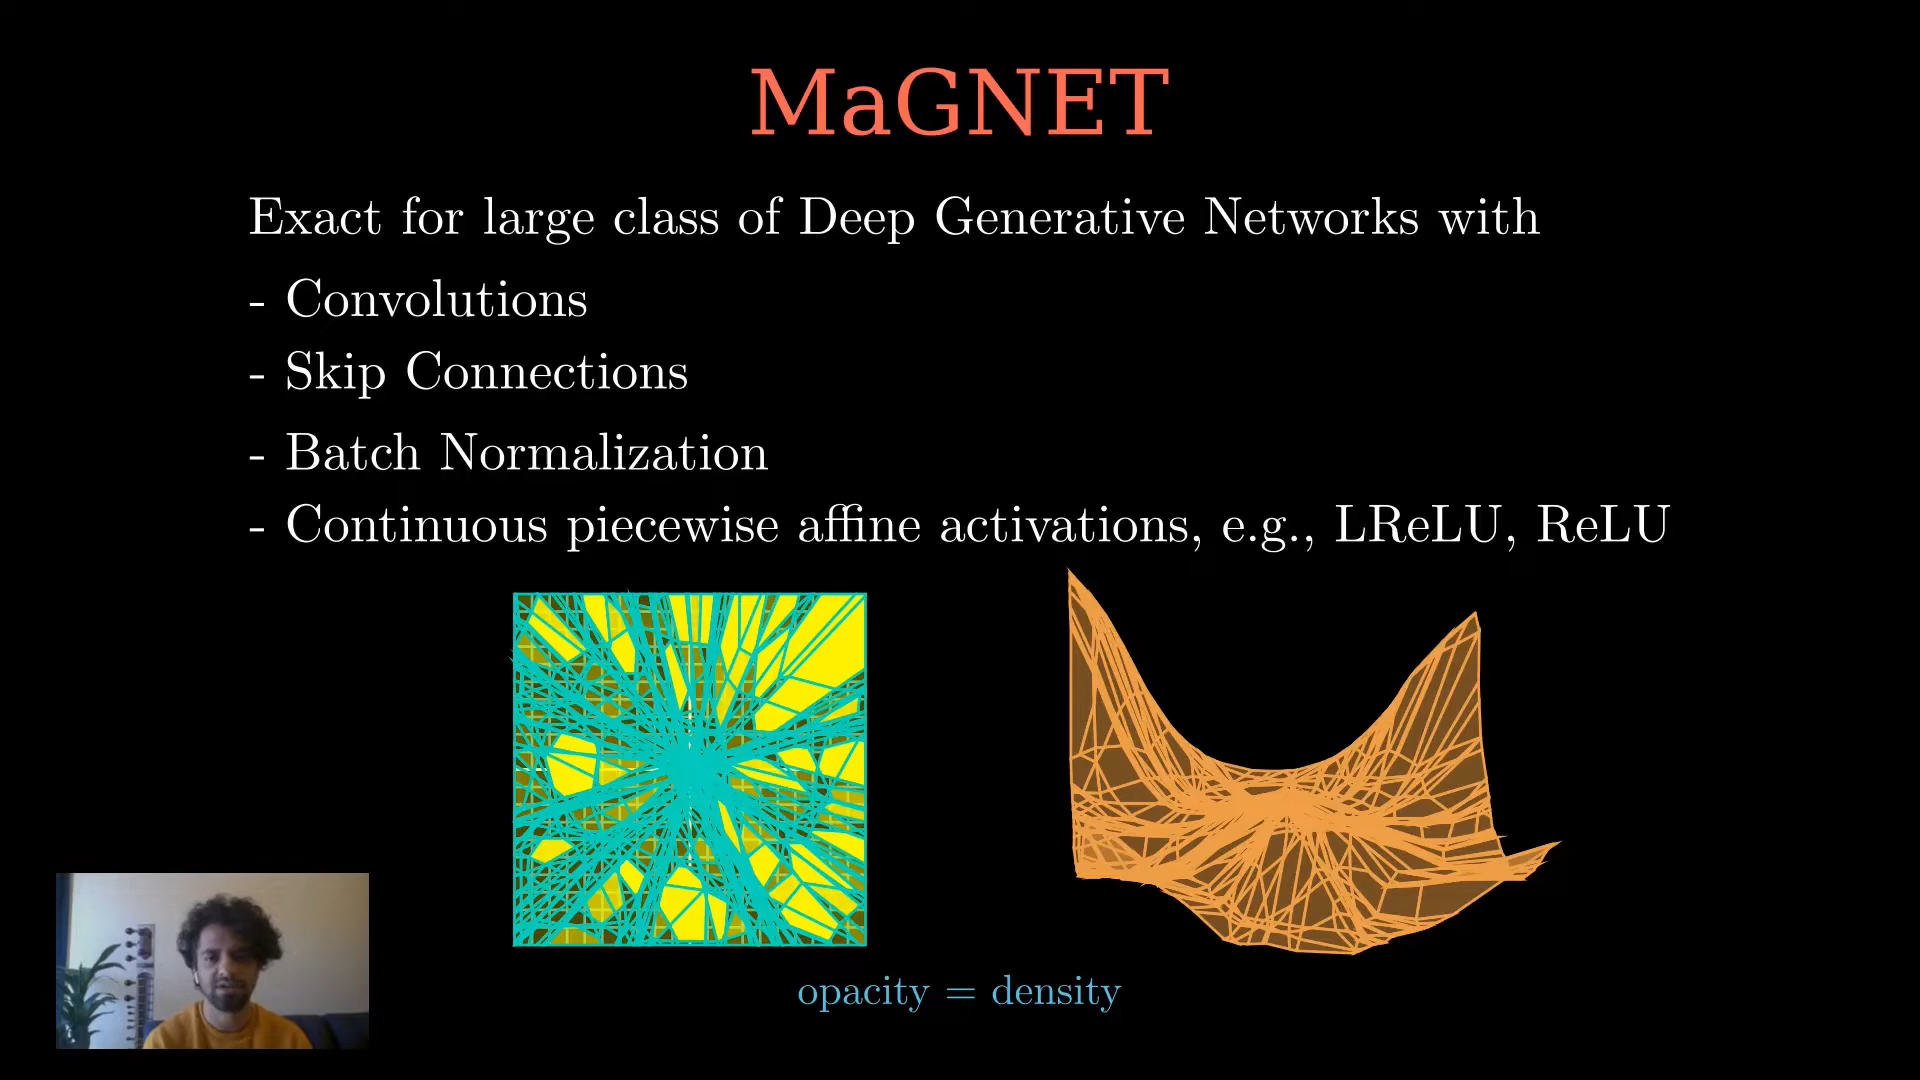 MaGNET
Exact for large class of Deep Generative Networks with
- Convolutions
- Skip Connections
- Batch Normalization
- Continuous piecewise affine activations, e.g., LReLU, ReLU
opacity = density